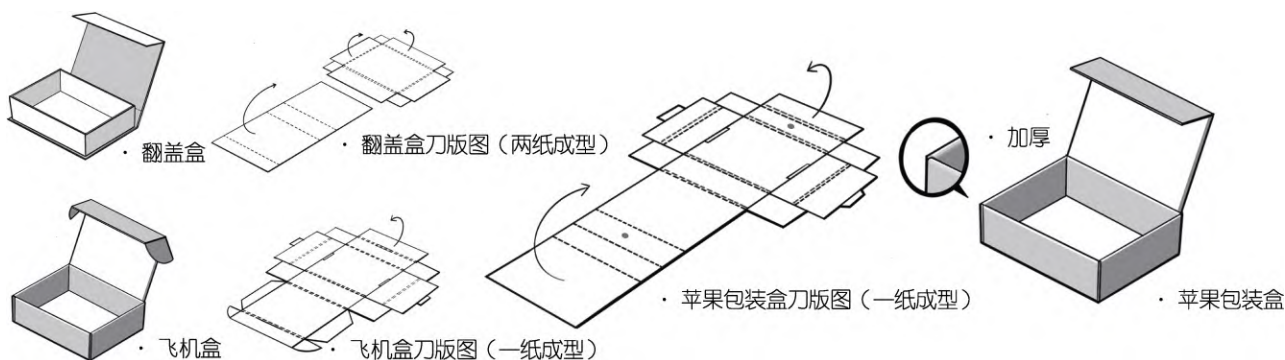 · 翻盖盒
· 翻盖盒刀版图（两纸成型）
· 加厚
· 飞机盒
· 飞机盒刀版图（一纸成型）
· 苹果包装盒刀版图（一纸成型）
· 苹果包装盒